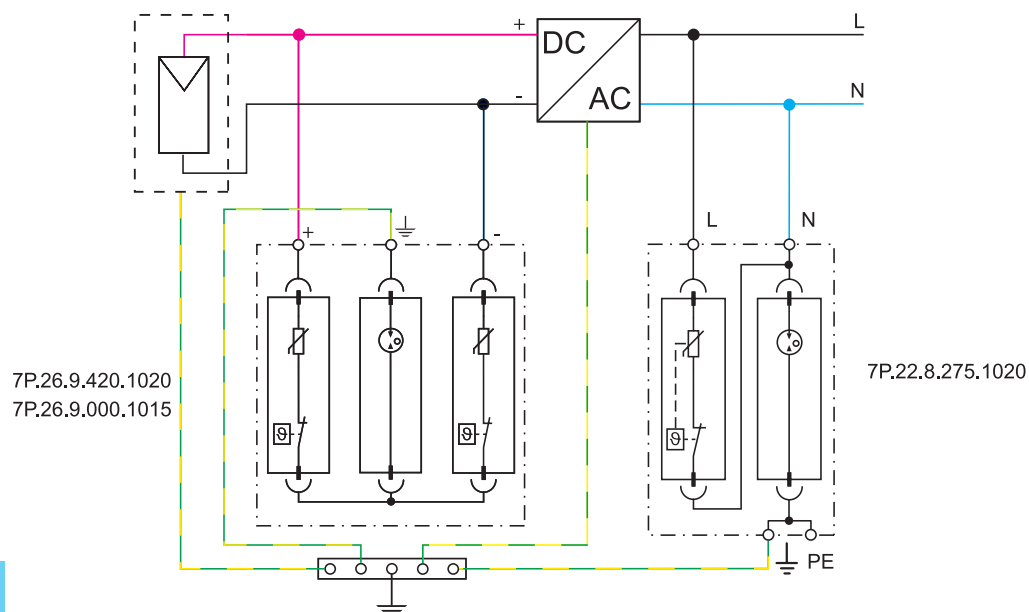 +
DC
L
-
AC
N
+
-
L
N
7P.26.9.420.1020
7P.26.9.000.1015
7P.22.8.275.1020
ϑ
ϑ
ϑ
PE